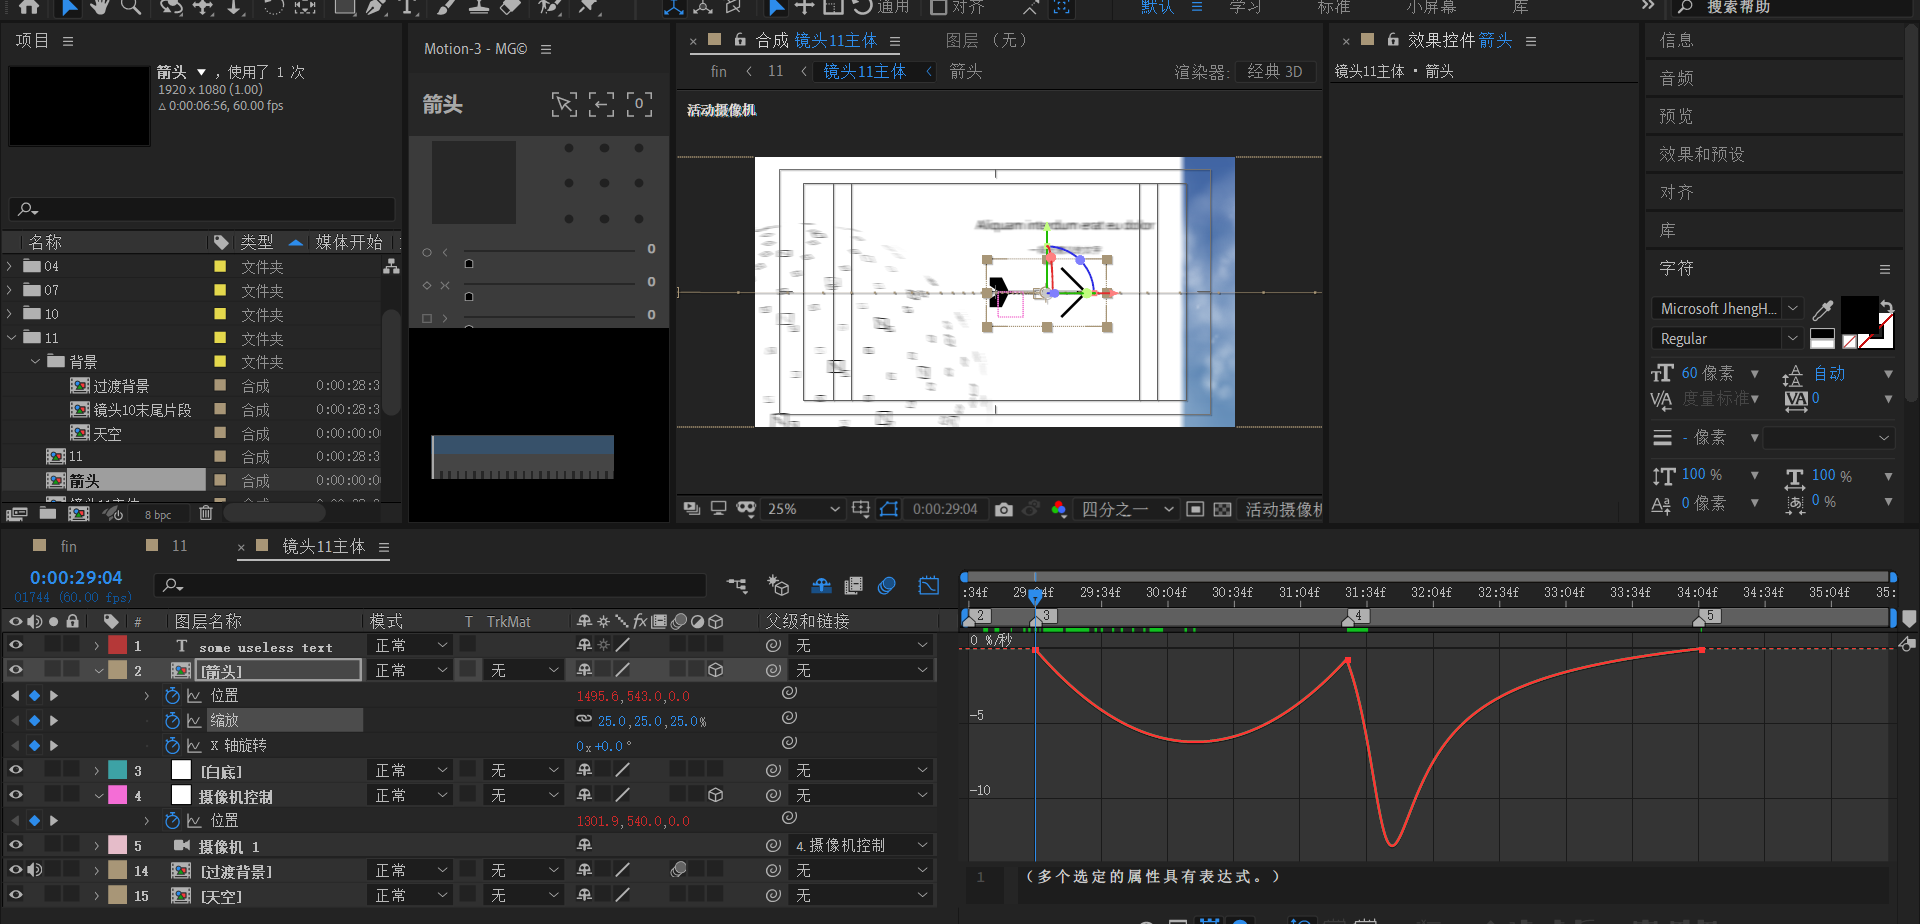 通用
对齐
默认
学习
标准
小屏幕
库
搜索帮助
项目
箭头 ▼ ，使用了 1 次
1920 x 1080 (1.00)
△ 0:00:06:56, 60.00 fps
名称
类型
媒体开始
04
文件夹
07
文件夹
10
文件夹
11
文件夹
背景
文件夹
过渡背景
合成
0:00:28:3
镜头10末尾片段
合成
0:00:28:3
天空
合成
0:00:00:0
11
合成
0:00:28:3
箭头
合成
0:00:00:0
镜头11主体
8 bpc
Motion-3 - MG©
箭头
0
0
0
0
合成 镜头11主体
图层 （无）
fin
11
镜头11主体
箭头
渲染器:
经典 3D
活动摄像机
Aliquam interdum erat eu dolor
25%
0:00:29:04
四分之一
活动摄像机
效果控件 箭头
镜头11主体 • 箭头
信息
音频
预览
效果和预设
对齐
库
字符
Microsoft JhengH...
Regular
60 像素
自动
度量标准
0
- 像素
100 %
100 %
0 像素
0 %
fin
11
镜头11主体
0:00:29:04
01744 (60.00 fps)
#
图层名称
模式
T TrkMat
父级和链接
1 some useless text 正常 无
2 [箭头] 正常 无 无
位置 1495.6,543.0,0.0
缩放 25.0,25.0,25.0%
X 轴旋转 0x+0.0°
3 [白底] 正常 无 无
4 摄像机控制 正常 无 无
位置 1301.9,540.0,0.0
5 摄像机 1 4.摄像机控制
14 [过渡背景] 正常 无 无
15 [天空] 正常 无 无
:34f 29:04f 29:34f 30:04f 30:34f 31:04f 31:34f 32:04f 32:34f 33:04f 33:34f 34:04f 34:34f 35:04f 35:
2 3 4 5
0 %/秒
-5
-10
1
（多个选定的属性具有表达式。）